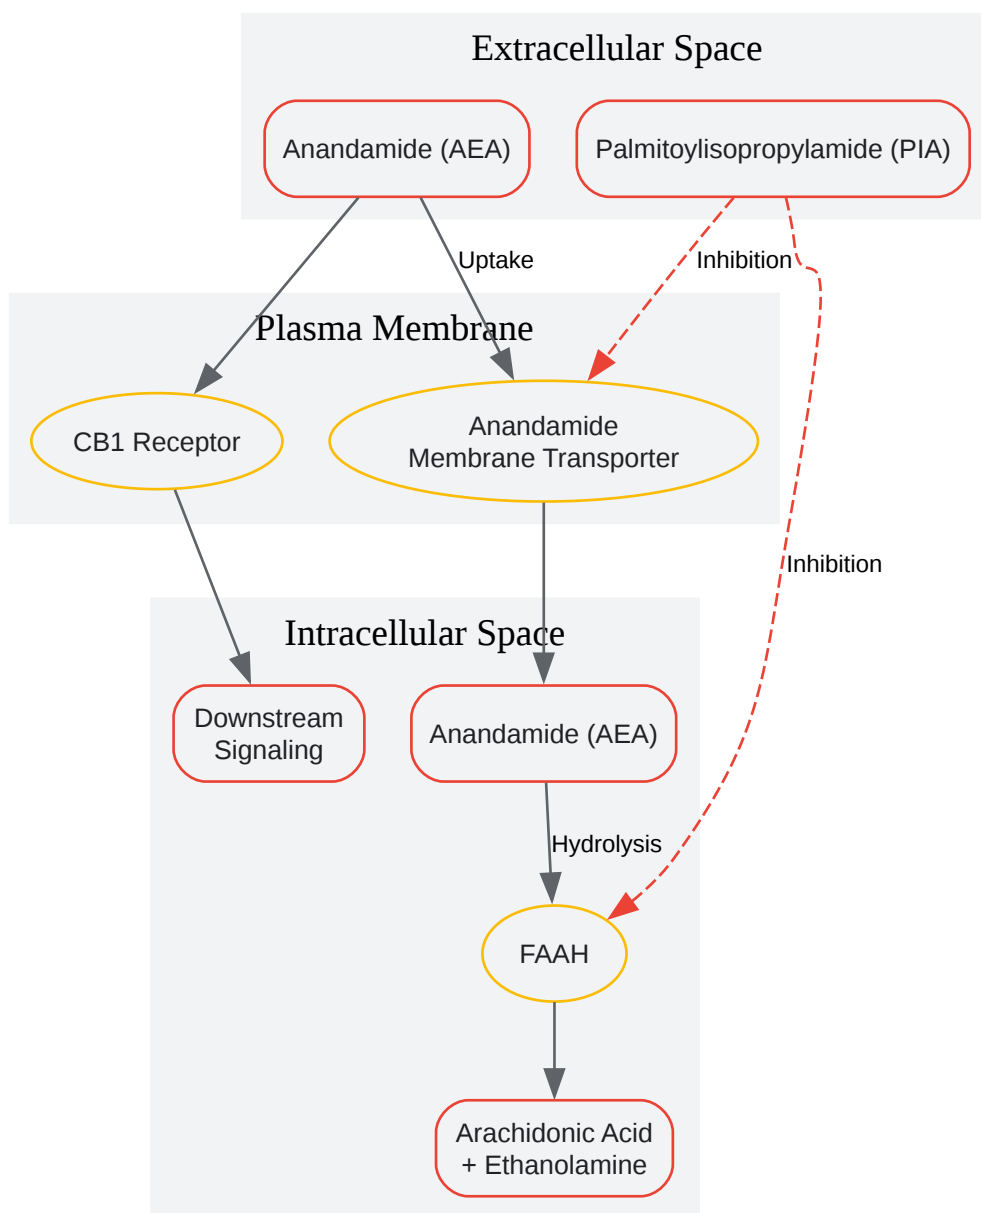 Extracellular Space
Anandamide (AEA)
Palmitoylisopropylamide (PIA)
Uptake
Inhibition
Plasma Membrane
CB1 Receptor
Anandamide
Membrane Transporter
Inhibition
Intracellular Space
Downstream
Signaling
Anandamide (AEA)
Hydrolysis
FAAH
Arachidonic Acid
+ Ethanolamine